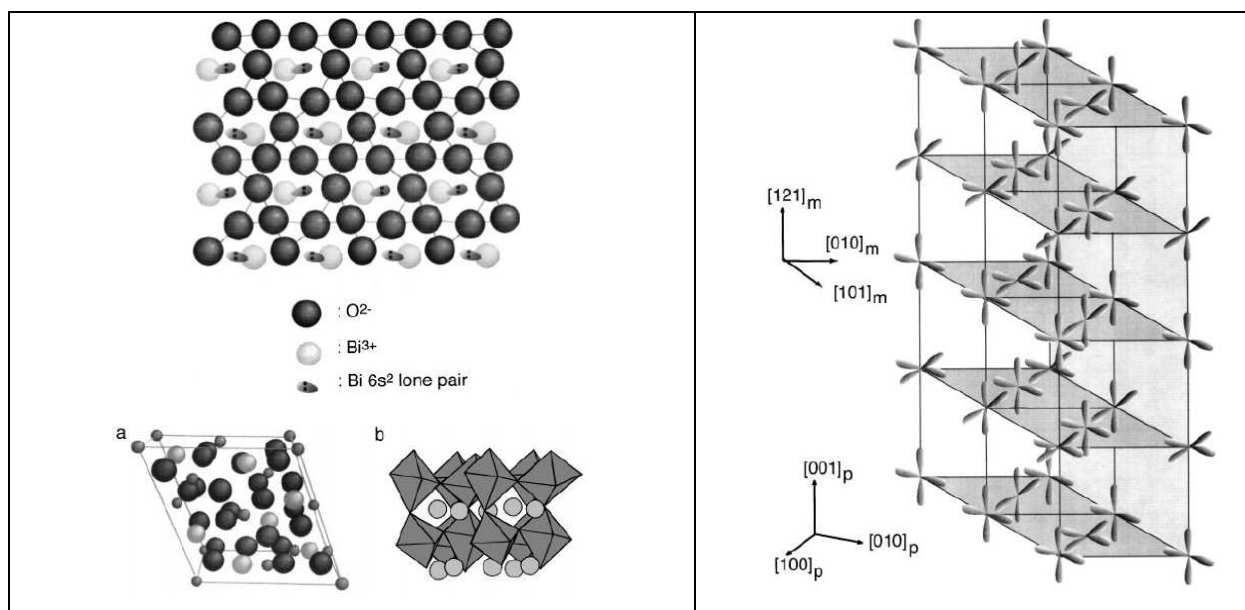 : O²⁻
: Bi³⁺
: Bi 6s² lone pair
a
b
[121]ₘ
[010]ₘ
[101]ₘ
[001]ₚ
[010]ₚ
[100]ₚ